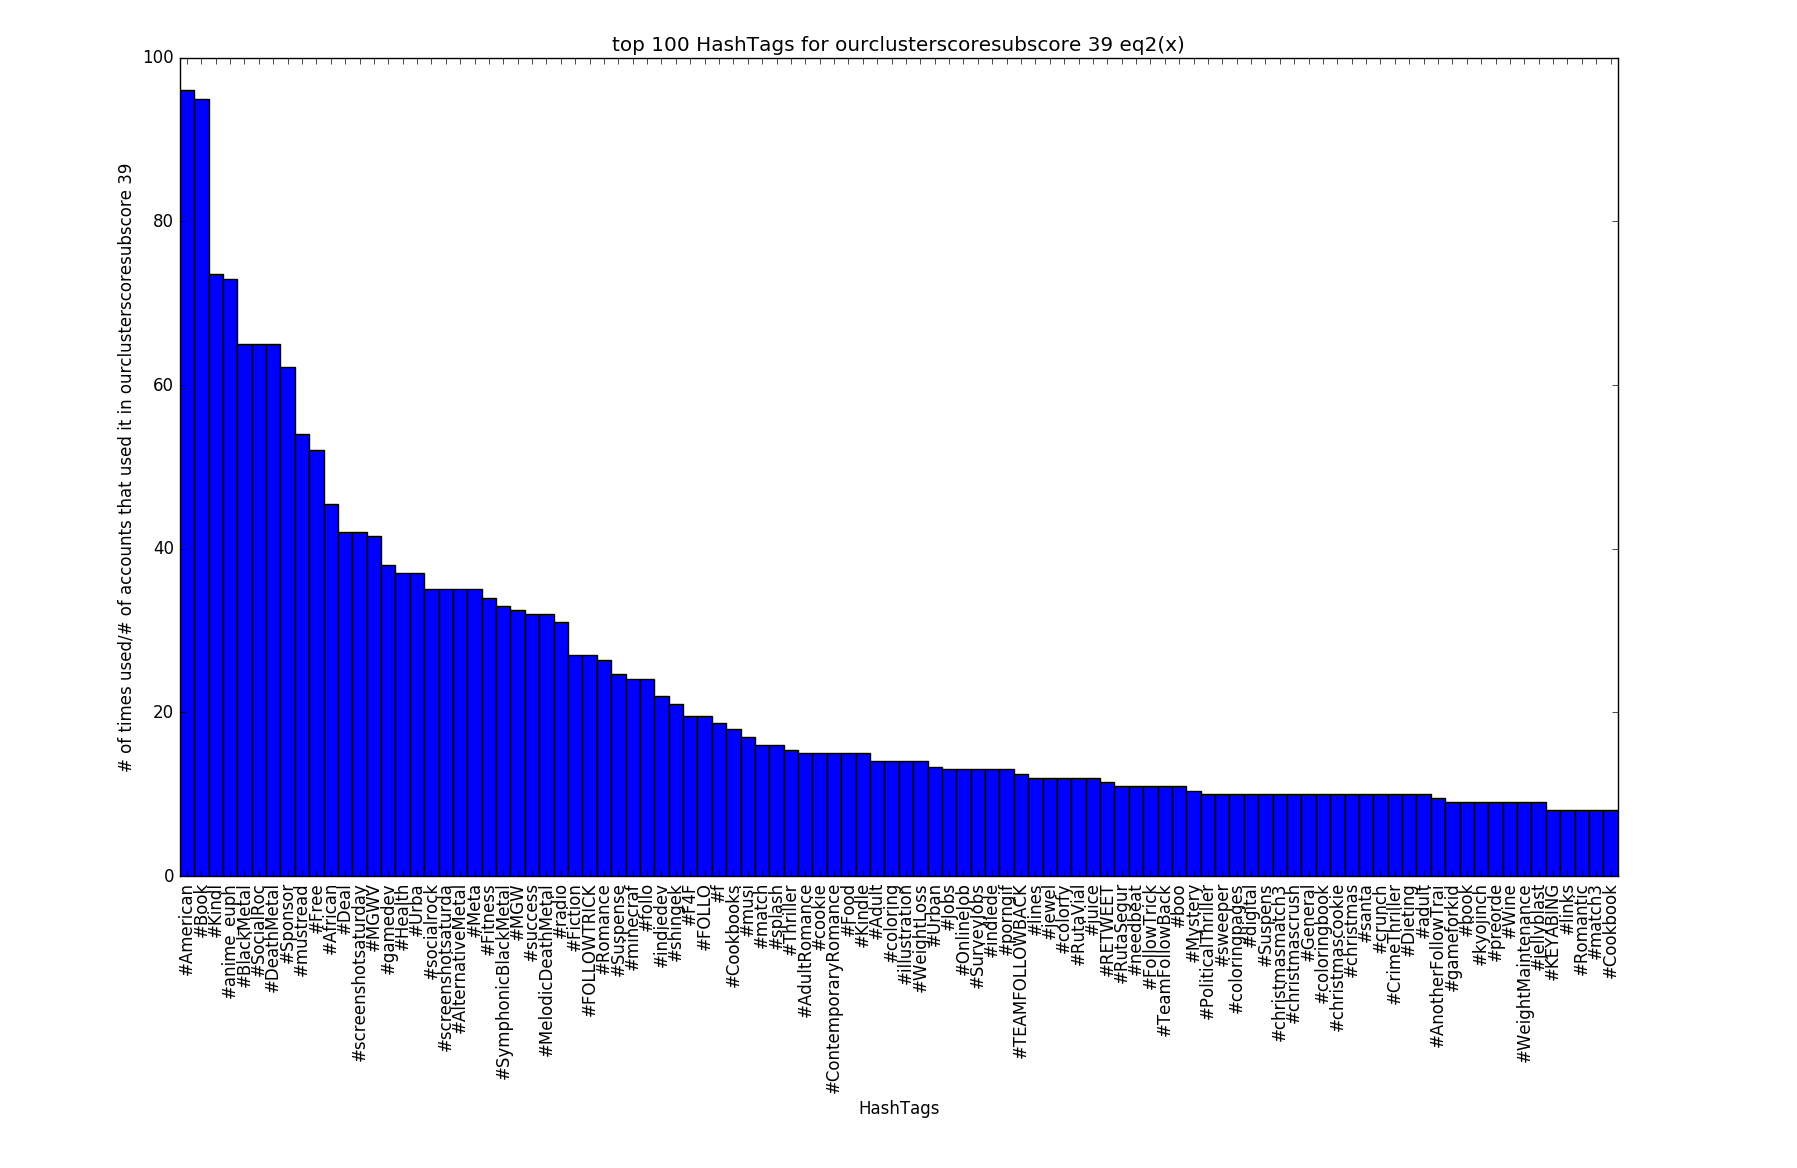 top 100 HashTags for ourclusterscoresubscore 39 eq2(x)
# of times used/# of accounts that used it in ourclusterscoresubscore 39
100
80
60
40
20
0
#American
#Book
#Kindl
#anime_euph
#BlackMetal
#SocialRoc
#DeathMetal
#Sponsor
#mustread
#Free
#African
#Deal
#screenshotsaturday
#MGWV
#gamedev
#Health
#Urba
#socialrock
#screenshotsaturda
#AlternativeMetal
#Meta
#Fitness
#SymphonicBlackMetal
#MGW
#success
#MelodicDeathMetal
#radio
#Fiction
#FOLLOWTRICK
#Romance
#Suspense
#minecraf
#follo
#indiedev
#shingek
#F4F
#FOLLO
#f
#Cookbooks
#musi
#match
#splash
#Thriller
#AdultRomance
#cookie
#ContemporaryRomance
#Food
#Kindle
#Adult
#coloring
#illustration
#WeightLoss
#Urban
#Jobs
#OnlineJob
#SurveyJobs
#indiede
#porngif
#TEAMFOLLOWBACK
#lines
#jewel
#colorfy
#RutaVial
#juice
#RETWEET
#RutaSegur
#needbeat
#FollowTrick
#TeamFollowBack
#boo
#Mystery
#PoliticalThriller
#sweeper
#coloringpages
#digital
#Suspens
#christmasmatch3
#christmascrush
#General
#coloringbook
#christmascookie
#christmas
#santa
#crunch
#CrimeThriller
#Dieting
#adult
#AnotherFollowTrai
#gameforkid
#book
#kyojinch
#preorde
#Wine
#WeightMaintenance
#jellyblast
#KEYABING
#links
#Romantic
#match3
#Cookbook
HashTags